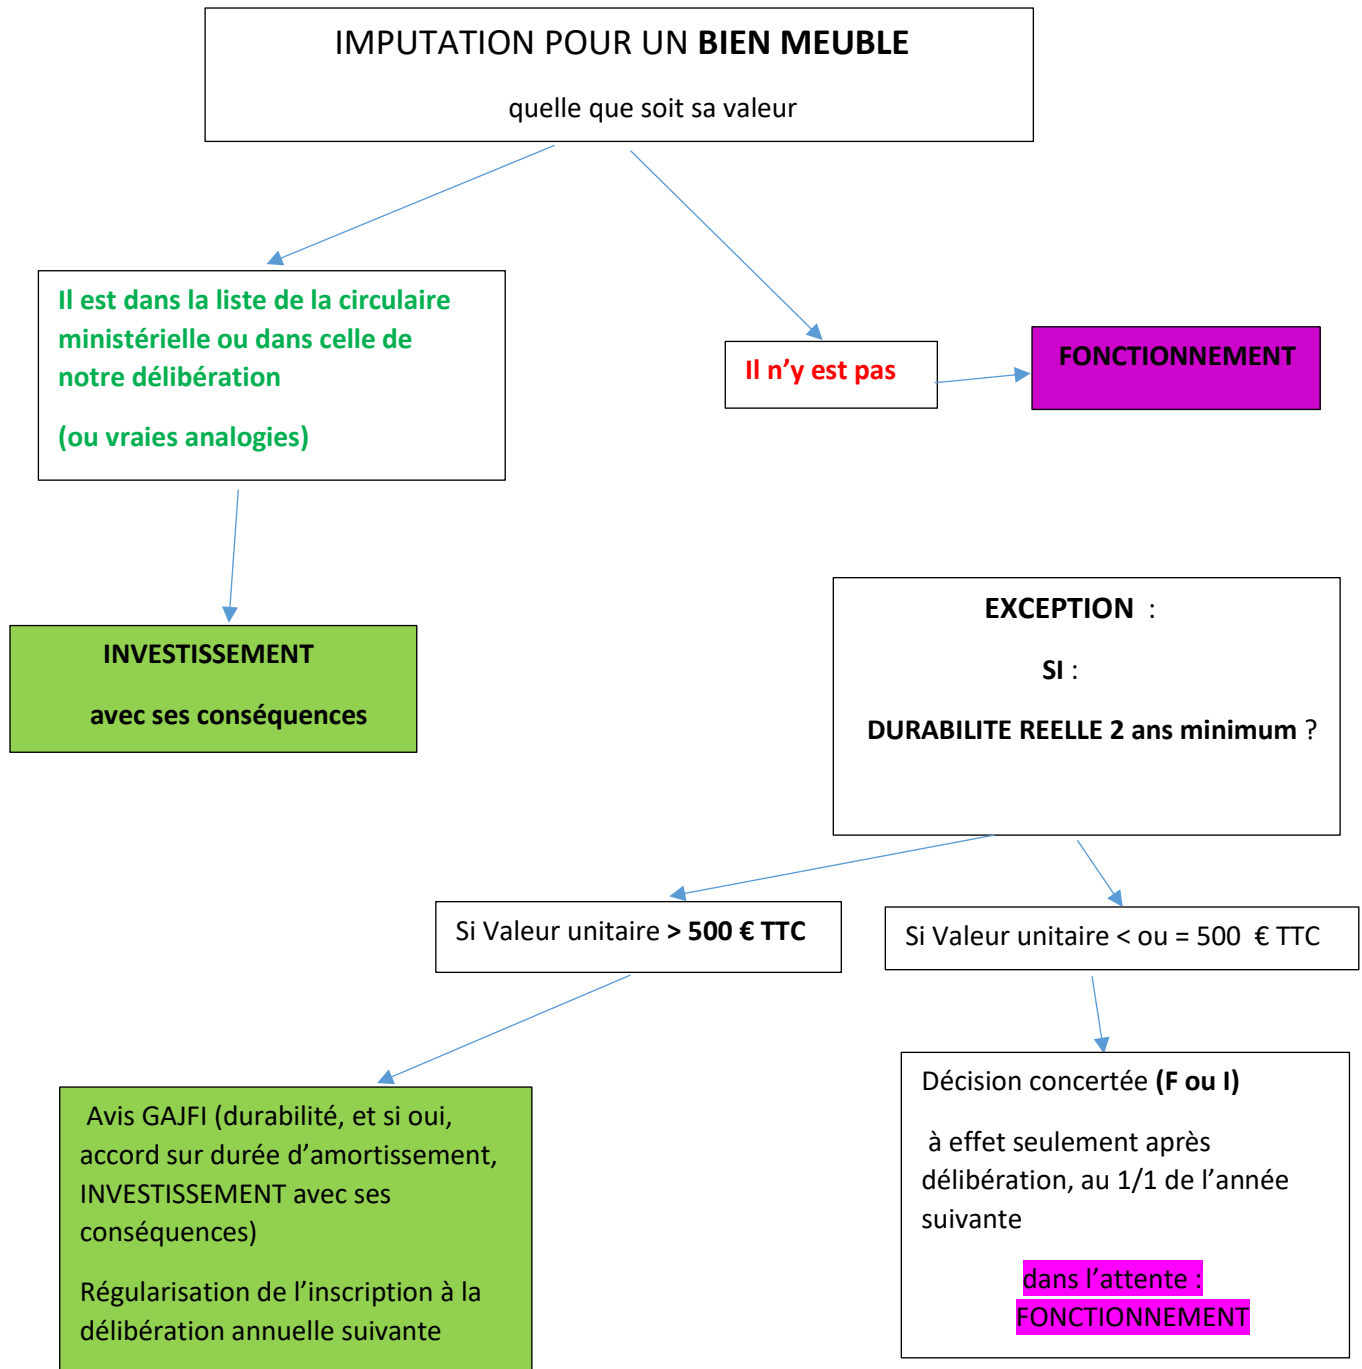 IMPUTATION POUR UN BIEN MEUBLE
quelle que soit sa valeur
Il est dans la liste de la circulaire
ministérielle ou dans celle de
notre délibération
(ou vraies analogies)
Il n’y est pas
FONCTIONNEMENT
INVESTISSEMENT
avec ses conséquences
EXCEPTION :
SI :
DURABILITE REELLE 2 ans minimum ?
Si Valeur unitaire > 500 € TTC
Si Valeur unitaire < ou = 500 € TTC
Avis GAJFI (durabilité, et si oui,
accord sur durée d’amortissement,
INVESTISSEMENT avec ses
conséquences)
Régularisation de l’inscription à la
délibération annuelle suivante
Décision concertée (F ou I)
à effet seulement après
délibération, au 1/1 de l’année
suivante
dans l’attente :
FONCTIONNEMENT